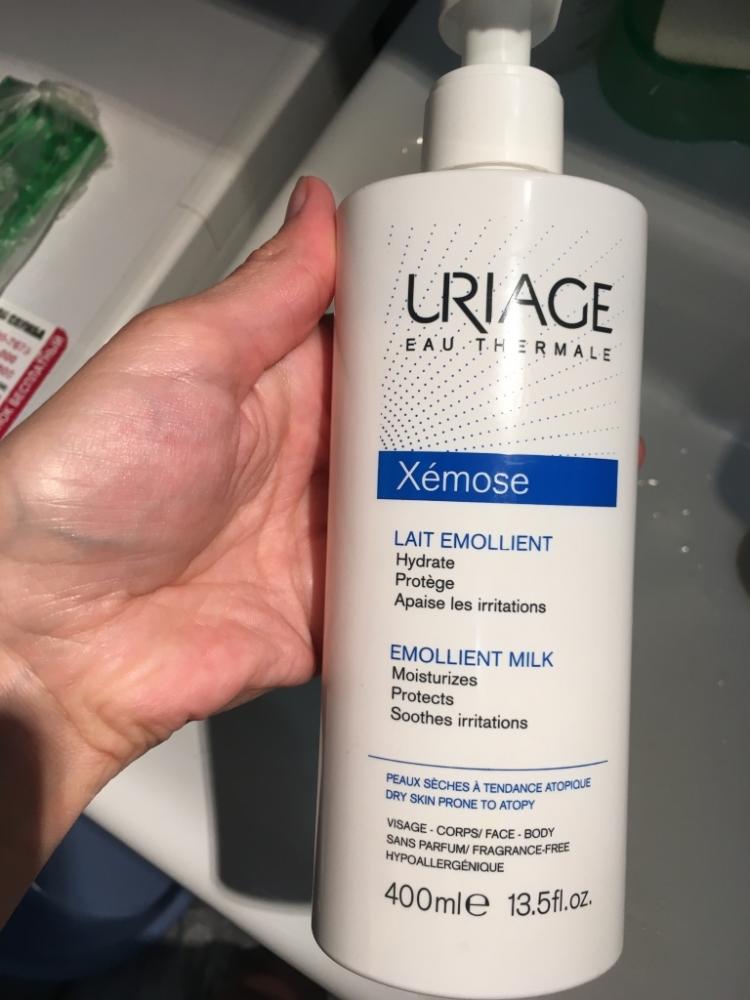 URIAGE
EAU THERMALE
Xémose
LAIT EMOLLIENT
Hydrate
Protège
Apaise les irritations
EMOLLIENT MILK
Moisturizes
Protects
Soothes irritations
PEAUX SÈCHES À TENDANCE ATOPIQUE
DRY SKIN PRONE TO ATOPY
VISAGE - CORPS/ FACE - BODY
SANS PARFUM/ FRAGRANCE-FREE
HYPOALLERGÉNIQUE
400ml℮ 13.5fl.oz.